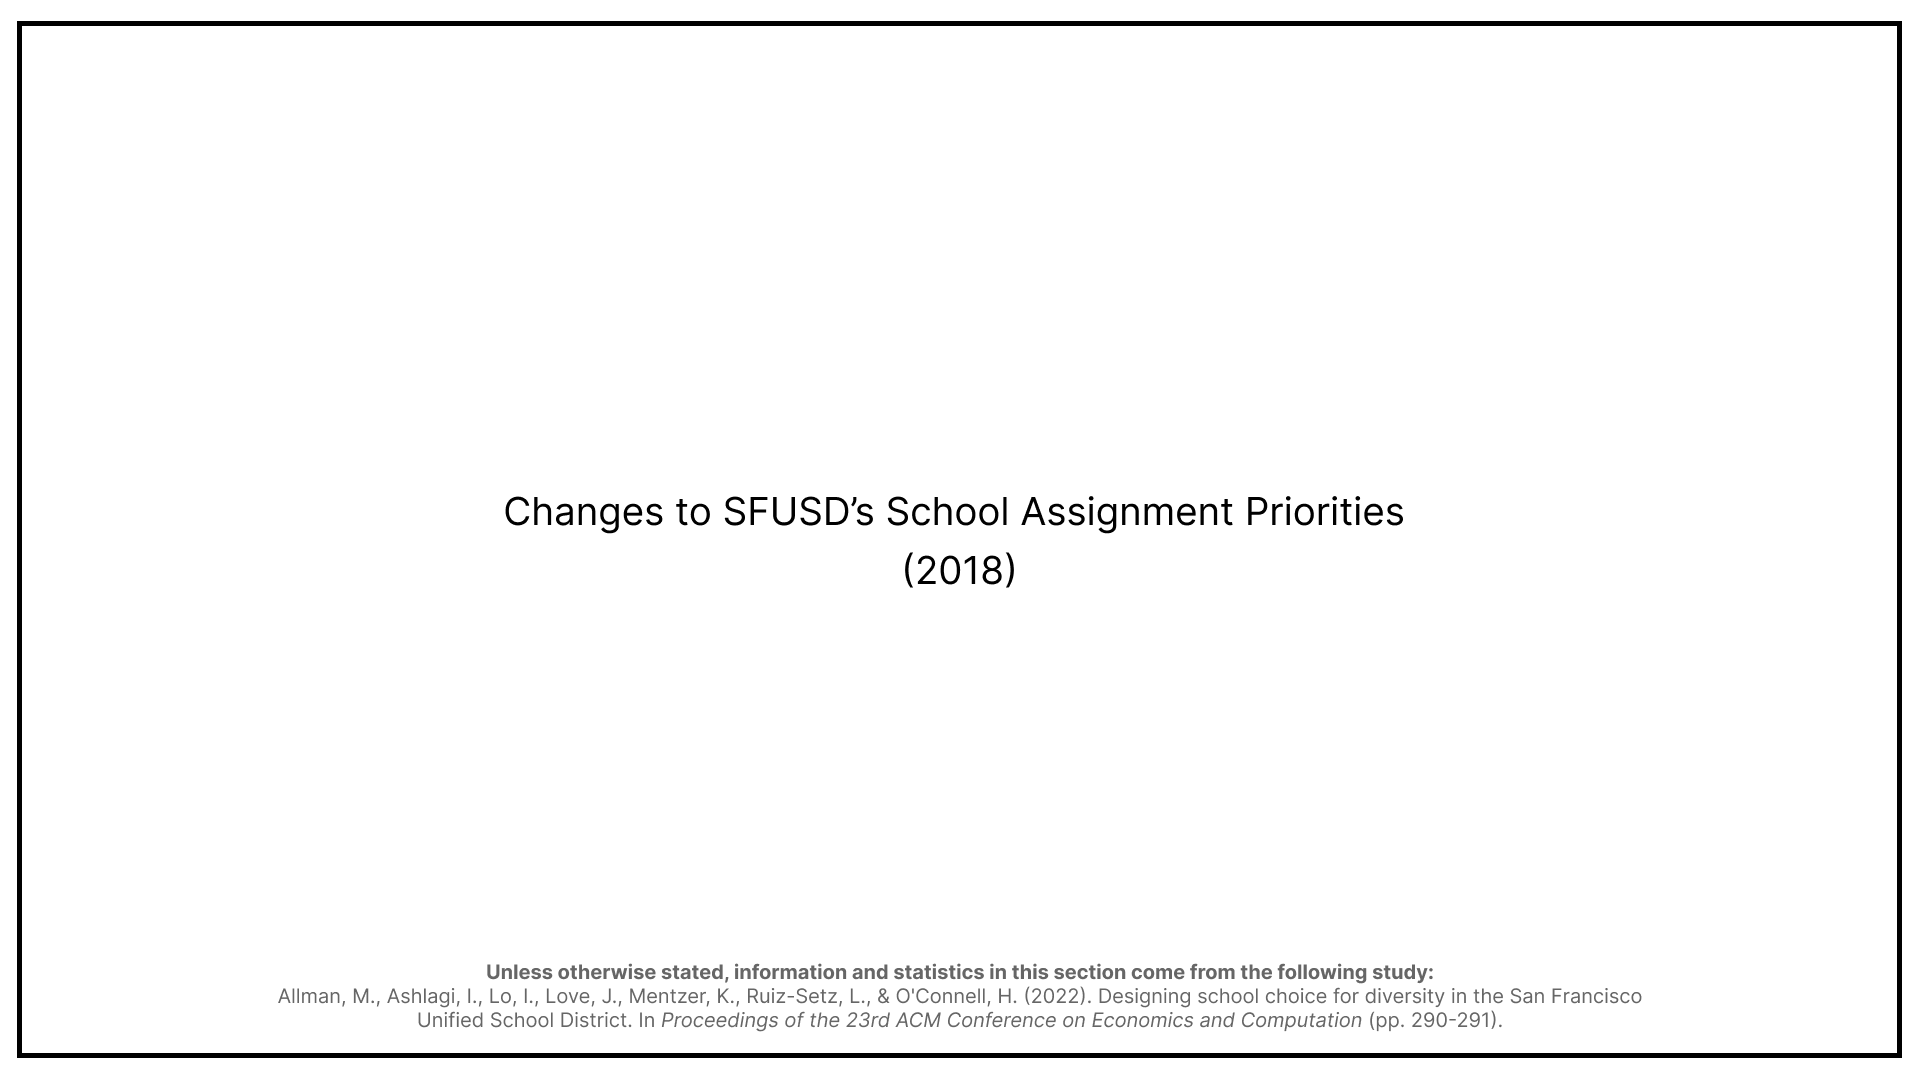 Changes to SFUSD’s School Assignment Priorities
(2018)
Unless otherwise stated, information and statistics in this section come from the following study:
Allman, M., Ashlagi, I., Lo, I., Love, J., Mentzer, K., Ruiz-Setz, L., & O'Connell, H. (2022). Designing school choice for diversity in the San Francisco
Unified School District. In Proceedings of the 23rd ACM Conference on Economics and Computation (pp. 290-291).